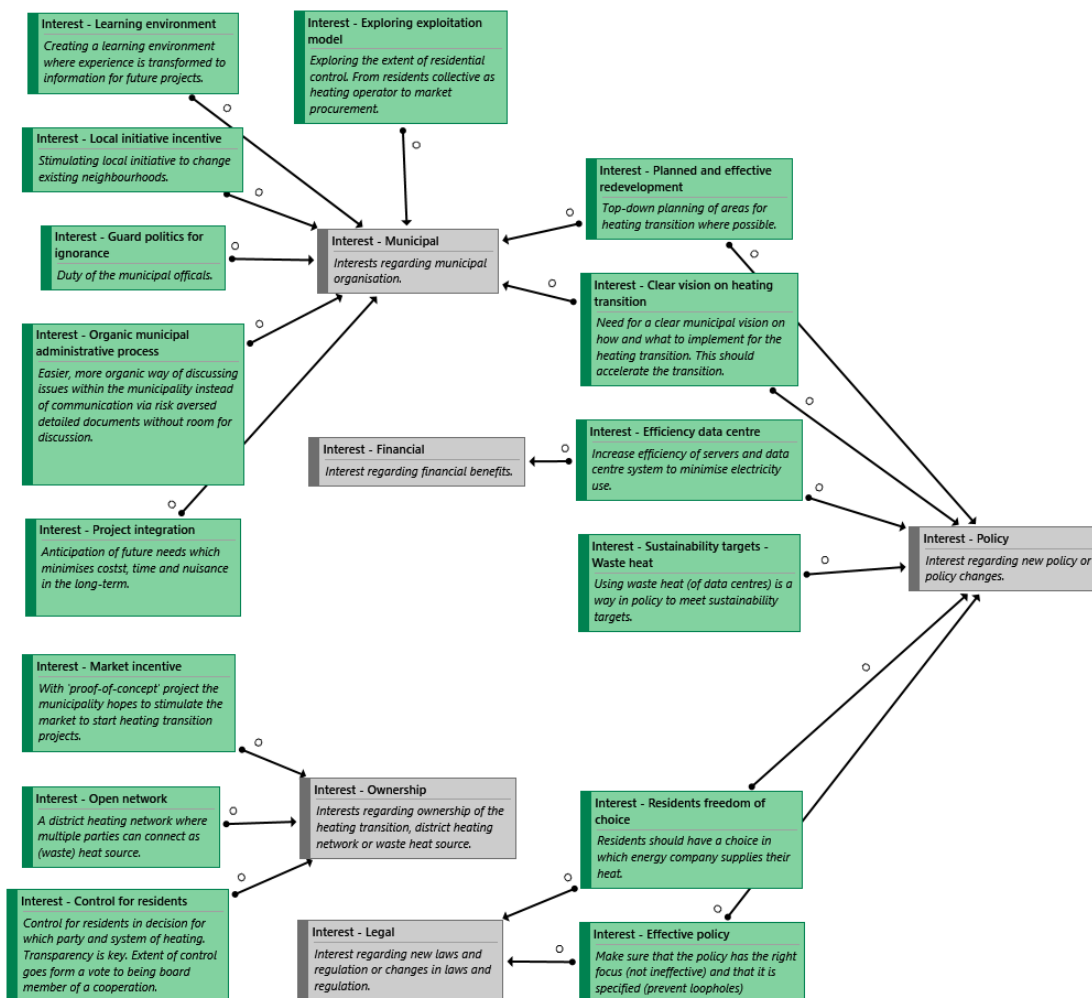 Interest - Learning environment
Creating a learning environment
where experience is transformed to
information for future projects.
Interest - Exploring exploitation
model
Exploring the extent of residential
control. From residents collective as
heating operator to market
procurement.
Interest - Local initiative incentive
Stimulating local initiative to change
existing neighbourhoods.
Interest - Planned and effective
redevelopment
Top-down planning of areas for
heating transition where possible.
Interest - Guard politics for
ignorance
Duty of the municipal officals.
Interest - Municipal
Interests regarding municipal
organisation.
Interest - Clear vision on heating
transition
Need for a clear municipal vision on
how and what to implement for the
heating transition. This should
accelerate the transition.
Interest - Organic municipal
administrative process
Easier, more organic way of discussing
issues within the municipality instead
of communication via risk aversed
detailed documents without room for
discussion.
Interest - Financial
Interest regarding financial benefits.
Interest - Efficiency data centre
Increase efficiency of servers and data
centre system to minimise electricity
use.
Interest - Project integration
Anticipation of future needs which
minimises costst, time and nuisance
in the long-term.
Interest - Sustainability targets -
Waste heat
Using waste heat (of data centres) is a
way in policy to meet sustainability
targets.
Interest - Policy
Interest regarding new policy or
policy changes.
Interest - Market incentive
With 'proof-of-concept' project the
municipality hopes to stimulate the
market to start heating transition
projects.
Interest - Open network
A district heating network where
multiple parties can connect as
(waste) heat source.
Interest - Ownership
Interests regarding ownership of the
heating transition, district heating
network or waste heat source.
Interest - Residents freedom of
choice
Residents should have a choice in
which energy company supplies their
heat.
Interest - Control for residents
Control for residents in decision for
which party and system of heating.
Transparency is key. Extent of control
goes form a vote to being board
member of a cooperation.
Interest - Legal
Interest regarding new laws and
regulation or changes in laws and
regulation.
Interest - Effective policy
Make sure that the policy has the right
focus (not ineffective) and that it is
specified (prevent loopholes)